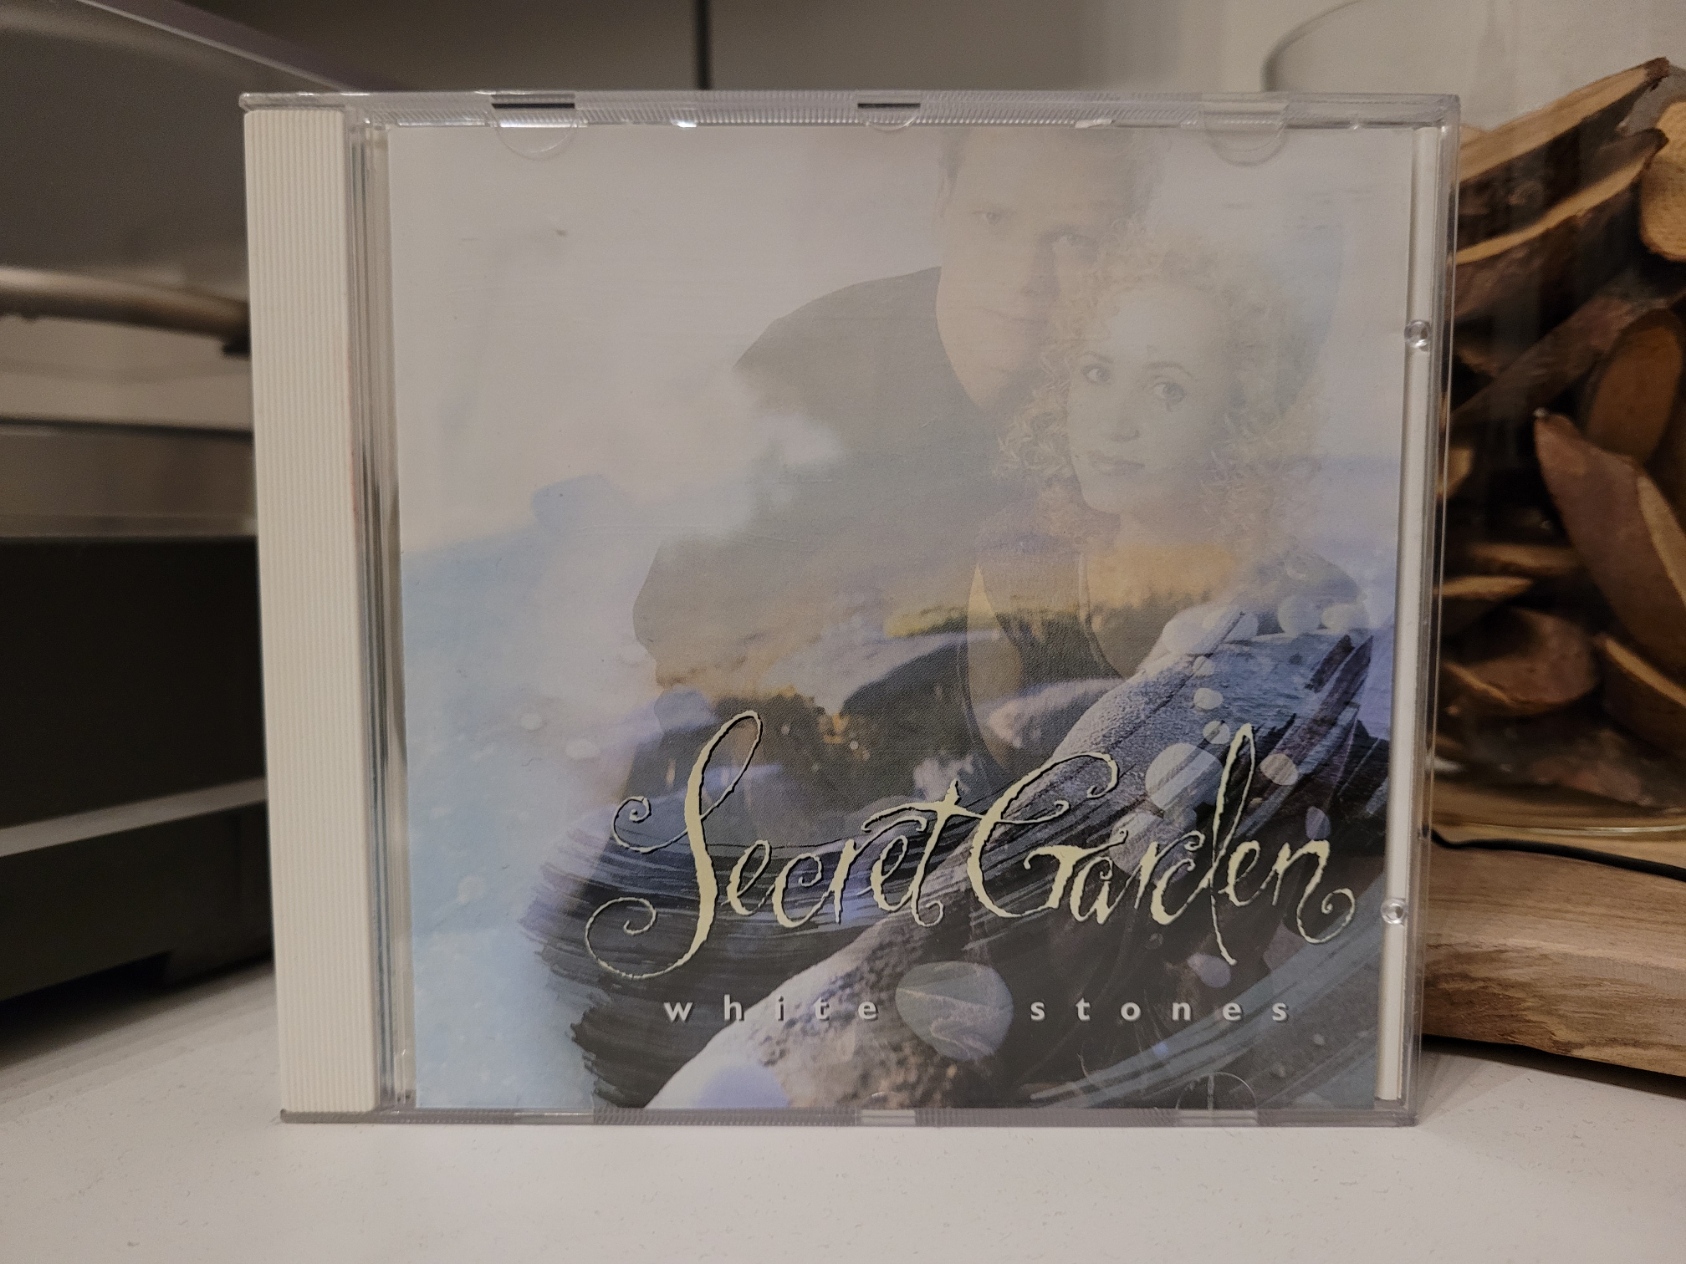 Secret Garden
white stones